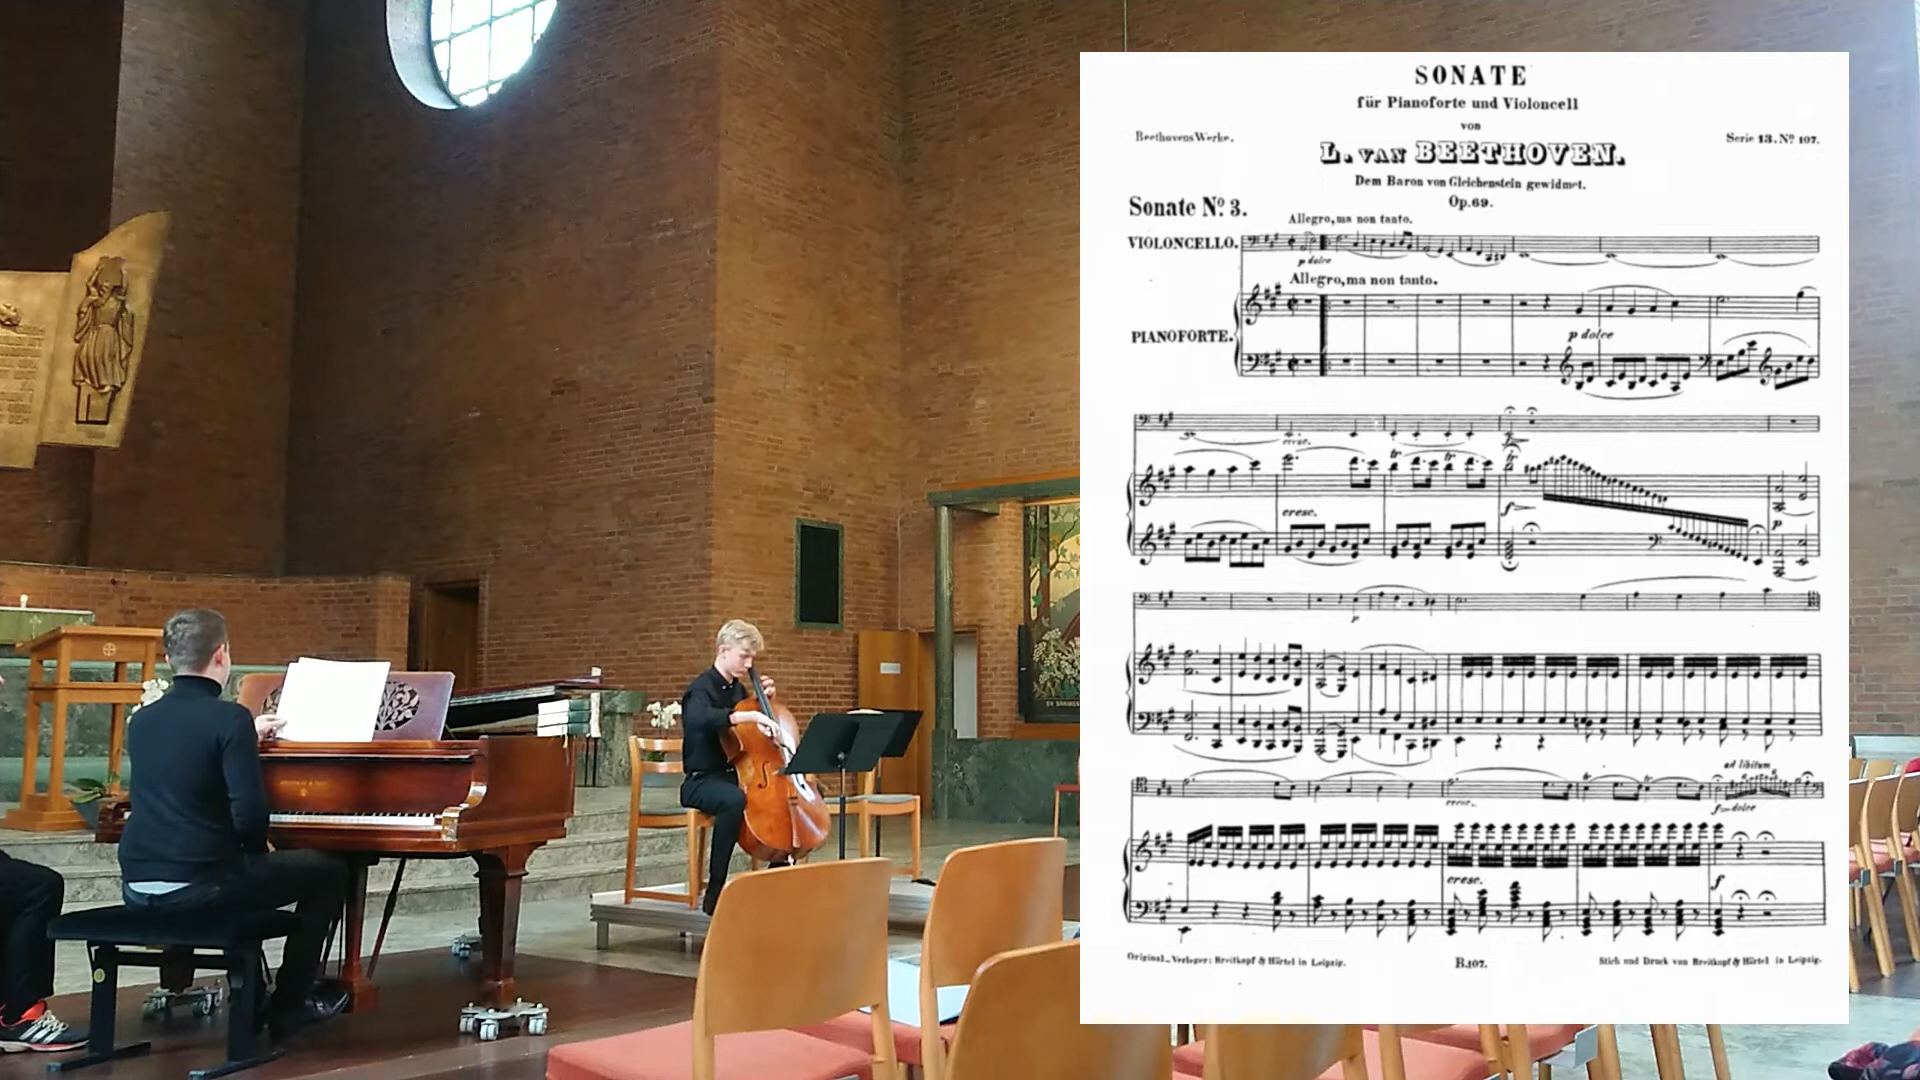 SONATE
für Pianoforte und Violoncell
von
Beethovens Werke.
Serie 13. Nº 107.
L. VAN BEETHOVEN.
Dem Baron von Gleichenstein gewidmet.
Op.69.
Sonate Nº 3.
Allegro, ma non tanto.
VIOLONCELLO.
p dolce
Allegro, ma non tanto.
PIANOFORTE.
p dolce
cresc.
tr tr tr
cresc.
f
p
p
ad libitum
cresc.
f dolce
cresc.
f
Original-Verleger: Breitkopf & Härtel in Leipzig.
B.107.
Stich und Druck von Breitkopf & Härtel in Leipzig.